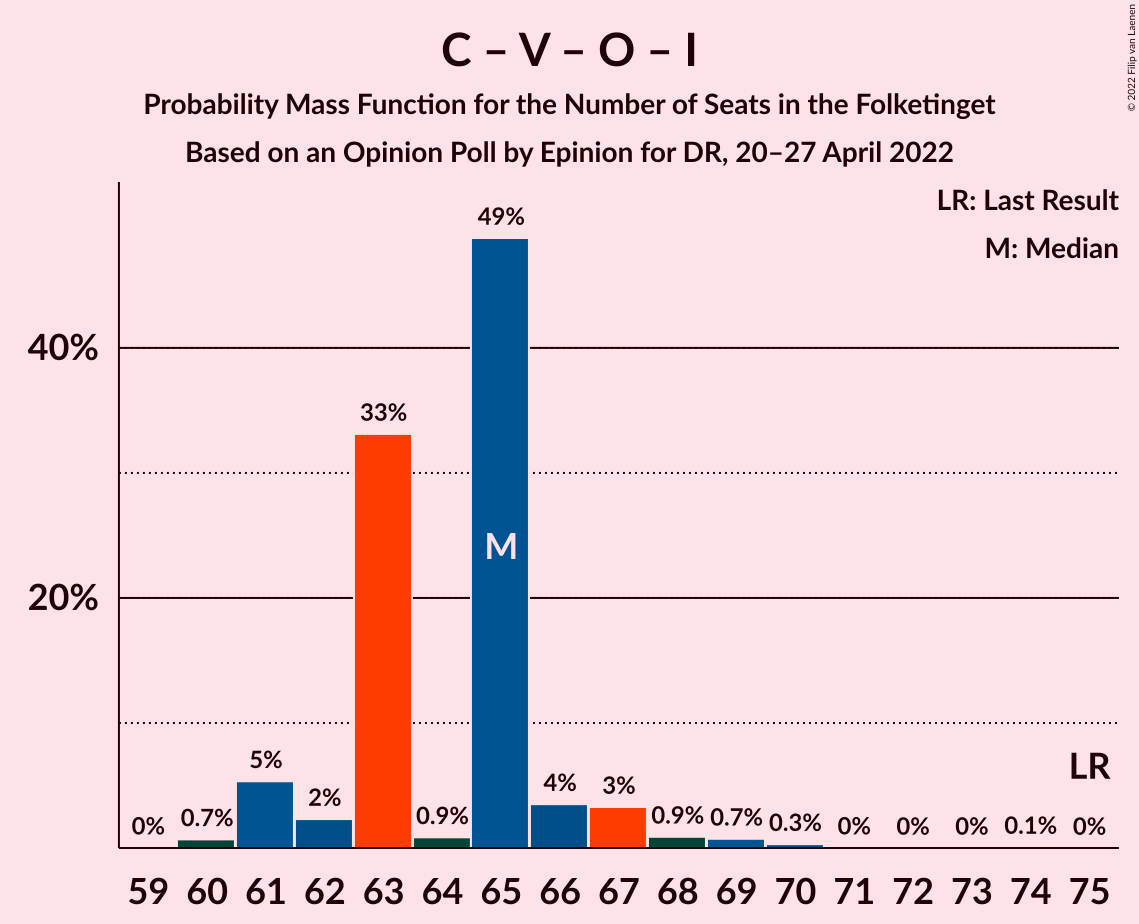 C – V – O – I
Probability Mass Function for the Number of Seats in the Folketinget
Based on an Opinion Poll by Epinion for DR, 20–27 April 2022
© 2022 Filip van Laenen
LR: Last Result
M: Median
40%
20%
0%
0.7%
5%
2%
33%
0.9%
49%
4%
3%
0.9%
0.7%
0.3%
0%
0%
0%
0.1%
0%
M
LR
59 60 61 62 63 64 65 66 67 68 69 70 71 72 73 74 75